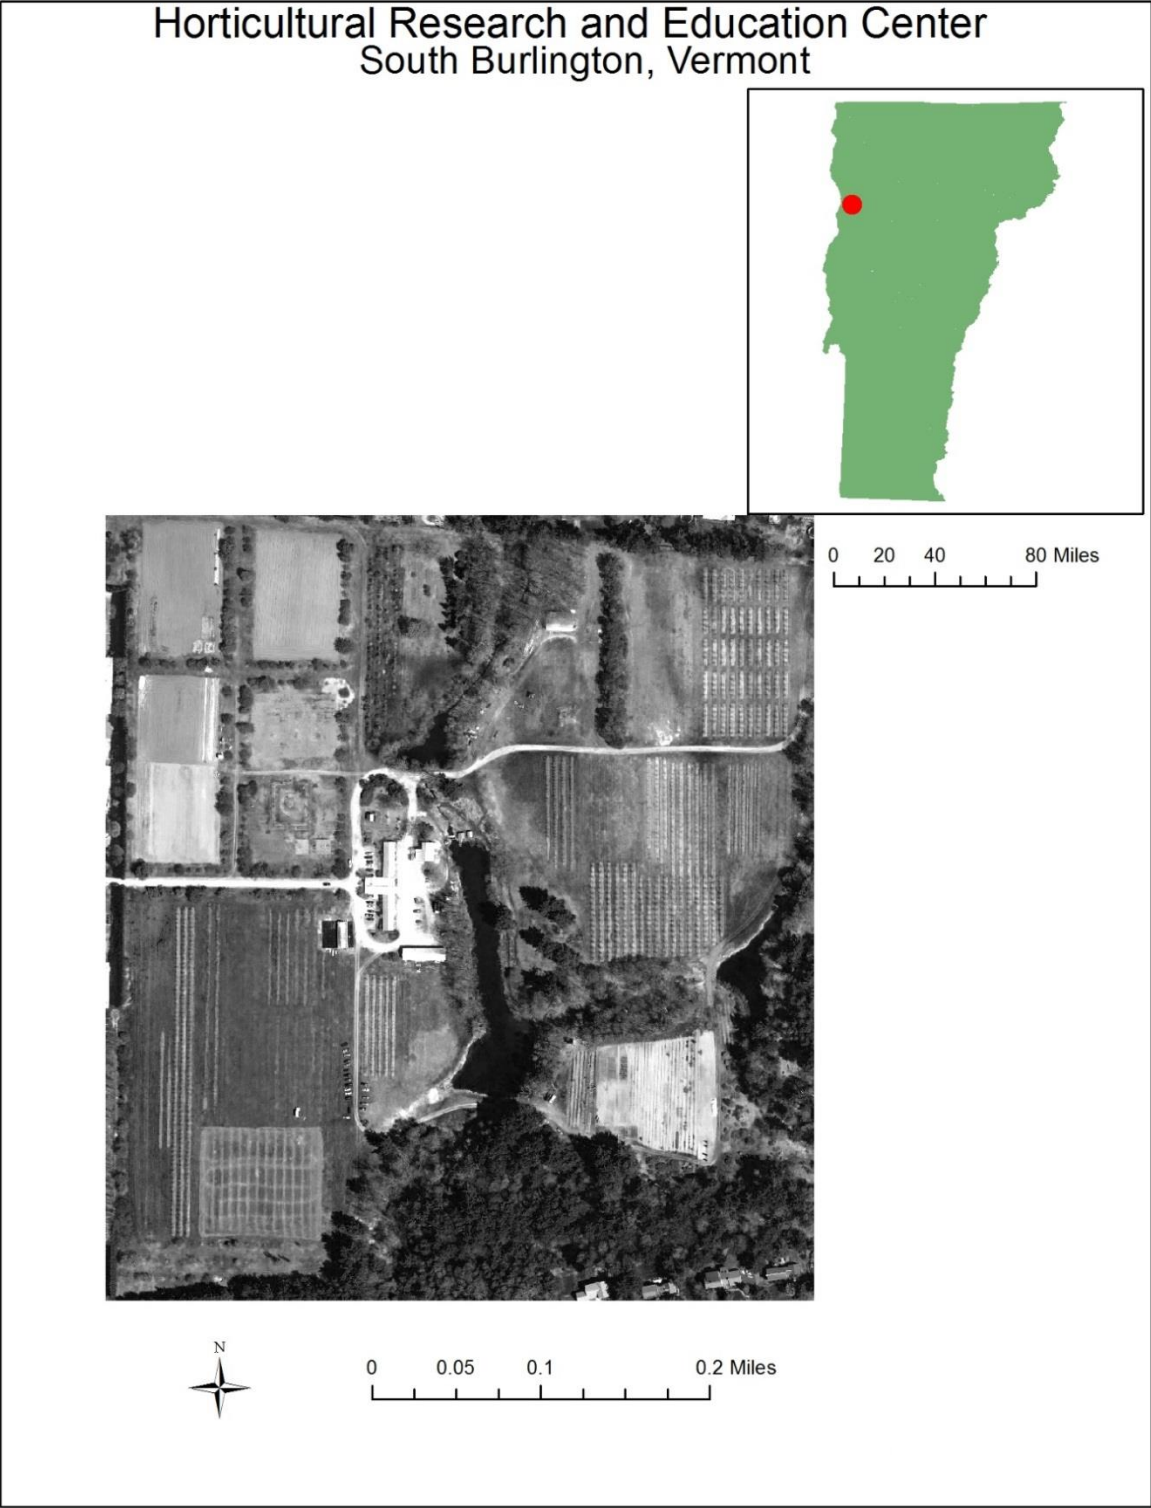 Horticultural Research and Education Center
South Burlington, Vermont
0 20 40 80 Miles
N
0 0.05 0.1 0.2 Miles